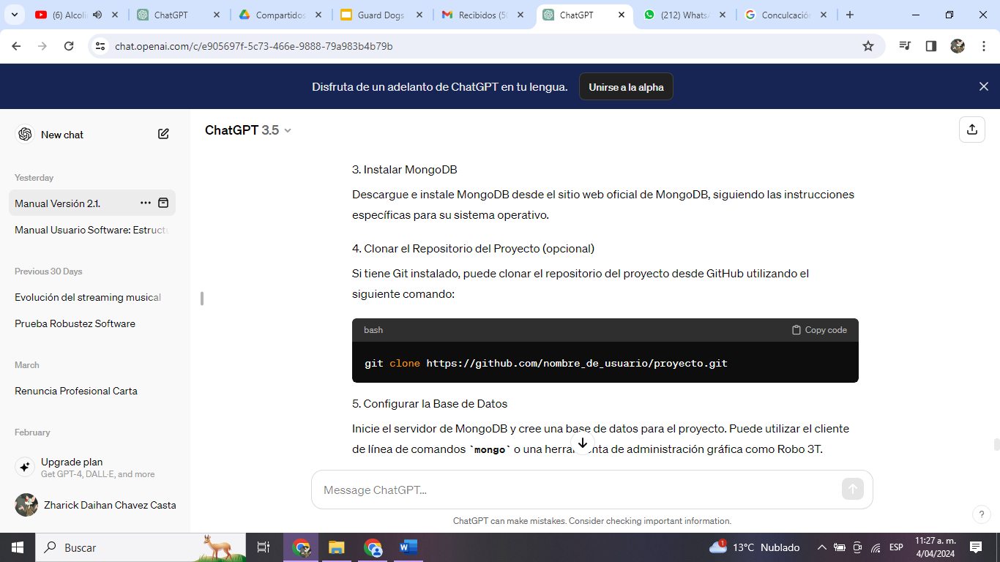 (6) Alcoli
ChatGPT
Compartidos
Guard Dogs
Recibidos (50
ChatGPT
(212) Whats
Conculcación
chat.openai.com/c/e905697f-5c73-466e-9888-79a983b4b79b
Disfruta de un adelanto de ChatGPT en tu lengua.
Unirse a la alpha
New chat
Yesterday
Manual Versión 2.1.
Manual Usuario Software: Estruct
Previous 30 Days
Evolución del streaming musical
Prueba Robustez Software
March
Renuncia Profesional Carta
February
Upgrade plan
Get GPT-4, DALL·E, and more
Zharick Daihan Chavez Casta
ChatGPT 3.5
3. Instalar MongoDB
Descargue e instale MongoDB desde el sitio web oficial de MongoDB, siguiendo las instrucciones
específicas para su sistema operativo.
4. Clonar el Repositorio del Proyecto (opcional)
Si tiene Git instalado, puede clonar el repositorio del proyecto desde GitHub utilizando el
siguiente comando:
bash
Copy code
git clone https://github.com/nombre_de_usuario/proyecto.git
5. Configurar la Base de Datos
Inicie el servidor de MongoDB y cree una base de datos para el proyecto. Puede utilizar el cliente
de línea de comandos `mongo` o una herramienta de administración gráfica como Robo 3T.
Message ChatGPT...
ChatGPT can make mistakes. Consider checking important information.
?
Buscar
1
13°C Nublado
ESP
11:27 a. m.
4/04/2024